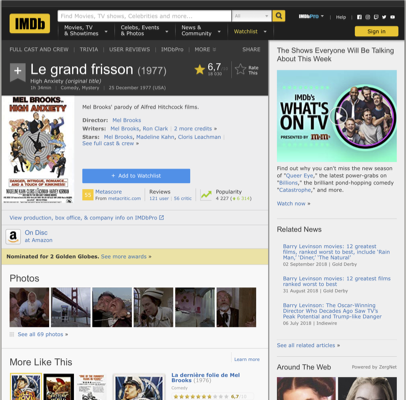 IMDb
Find Movies, TV shows, Celebrities and more...
All
IMDbPro
Help
Movies, TV
& Showtimes
Celebs, Events
& Photos
News &
Community
Watchlist
Sign in
FULL CAST AND CREW | TRIVIA | USER REVIEWS | IMDbPro | MORE
SHARE
Le grand frisson (1977)
High Anxiety (original title)
1h 34min | Comedy, Mystery | 25 December 1977 (USA)
6,7
Rate
This
MEL BROOKS
HIGH
ANXIETY
Mel Brooks' parody of Alfred Hitchcock films.
Director: Mel Brooks
Writers: Mel Brooks, Ron Clark | 2 more credits »
Stars: Mel Brooks, Madeline Kahn, Cloris Leachman |
See full cast & crew »
+ Add to Watchlist
55
Metascore
From metacritic.com
Reviews
121 user | 56 critic
Popularity
4 227
View production, box office, & company info on IMDbPro
On Disc
at Amazon
Nominated for 2 Golden Globes. See more awards »
Photos
See all 69 photos »
More Like This
Learn more
La dernière folie de Mel
Brooks (1976)
Comedy
6,7
The Shows Everyone Will Be Talking
About This Week
IMDb's
WHAT'S
ON TV
PRESENTED BY
Find out why you can't miss the new season
of "Queer Eye," the latest power-grabs on
"Billions," the brilliant pond-hopping comedy
"Catastrophe," and more.
Watch now »
Related News
Barry Levinson movies: 12 greatest
films, ranked worst to best, include 'Rain
Man,' 'Diner,' 'The Natural'
02 September 2018 | Gold Derby
Barry Levinson movies: 12 greatest
films, ranked worst to best
31 August 2018 | Gold Derby
Barry Levinson: The Oscar-Winning
Director Who Decades Ago Saw TV's
Peak Potential and Trump-like Danger
06 July 2018 | Indiewire
See all related articles »
Around The Web
Powered by ZergNet